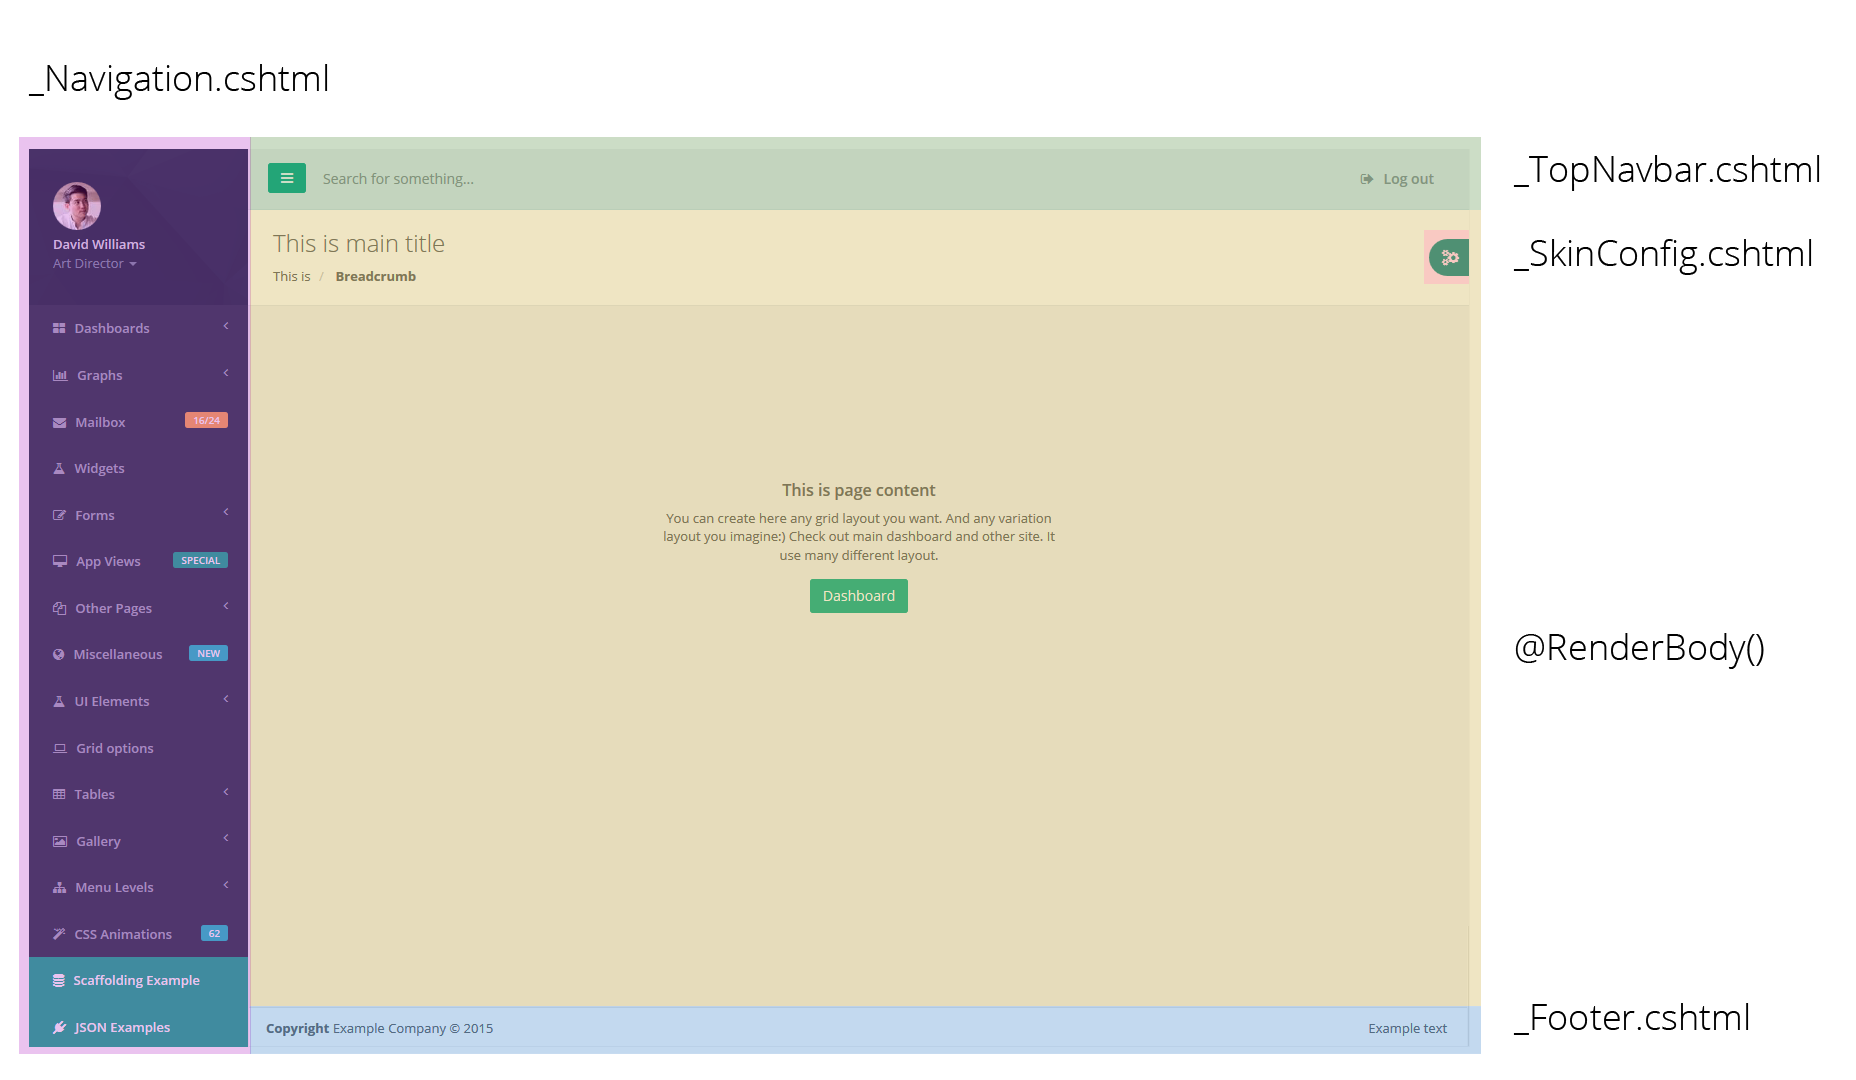 _Navigation.cshtml
_TopNavbar.cshtml
Search for something...
Log out
_SkinConfig.cshtml
This is main title
This is / Breadcrumb
David Williams
Art Director
Dashboards
Graphs
Mailbox 16/24
Widgets
Forms
App Views SPECIAL
Other Pages
Miscellaneous NEW
UI Elements
Grid options
Tables
Gallery
Menu Levels
CSS Animations 62
Scaffolding Example
JSON Examples
This is page content
You can create here any grid layout you want. And any variation
layout you imagine:) Check out main dashboard and other site. It
use many different layout.
Dashboard
@RenderBody()
Copyright Example Company © 2015
Example text
_Footer.cshtml